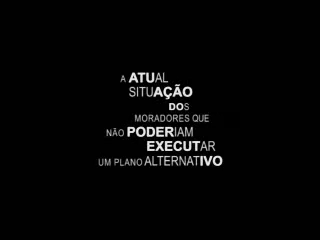 A ATUAL
SITUAÇÃO
DOS
MORADORES QUE
NÃO PODERIAM
EXECUTAR
UM PLANO ALTERNATIVO